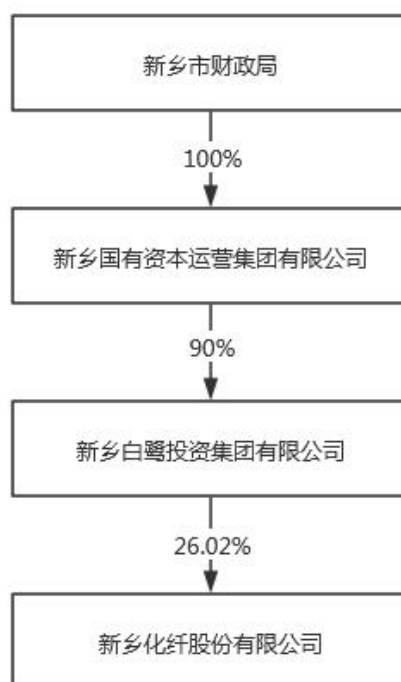 新乡市财政局
100%
新乡国有资本运营集团有限公司
90%
新乡白鹭投资集团有限公司
26.02%
新乡化纤股份有限公司